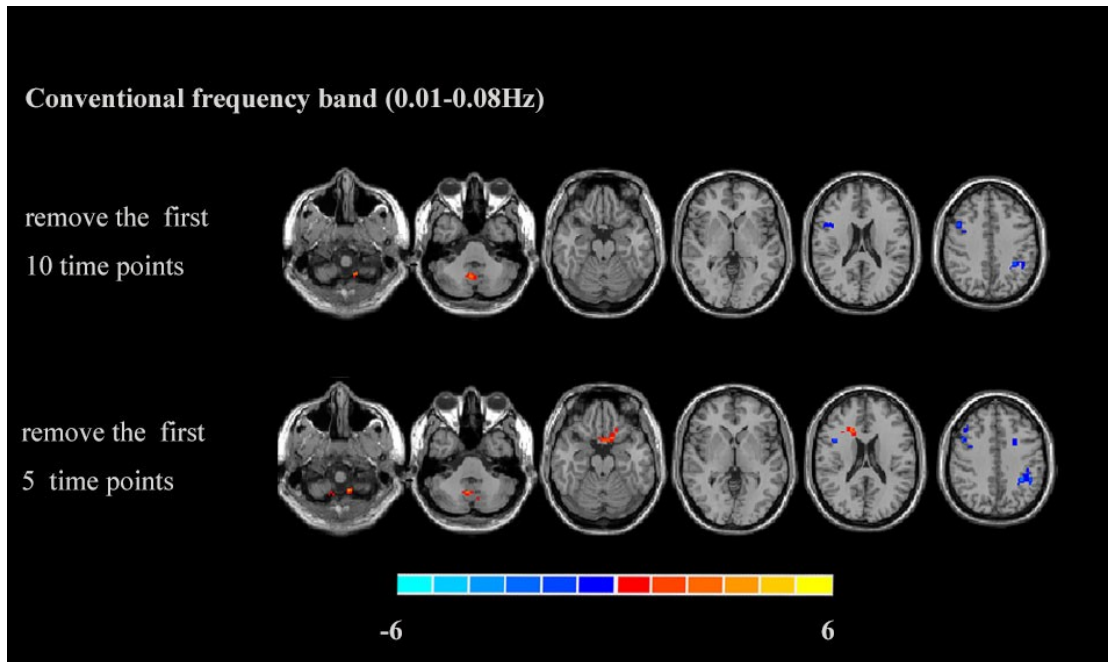 Conventional frequency band (0.01-0.08Hz)
remove the first
10 time points
remove the first
5 time points
-6
6